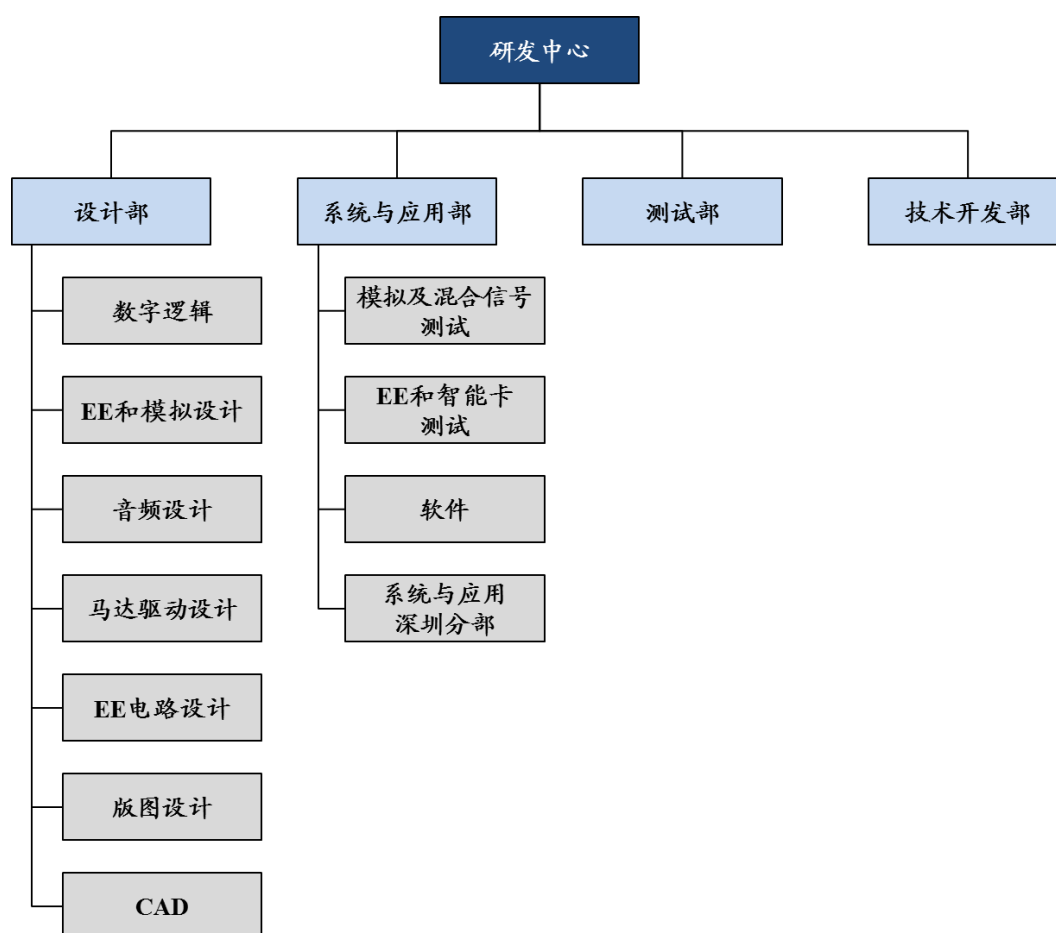 研发中心
设计部
系统与应用部
测试部
技术开发部
数字逻辑
EE和模拟设计
音频设计
马达驱动设计
EE电路设计
版图设计
CAD
模拟及混合信号
测试
EE和智能卡
测试
软件
系统与应用
深圳分部